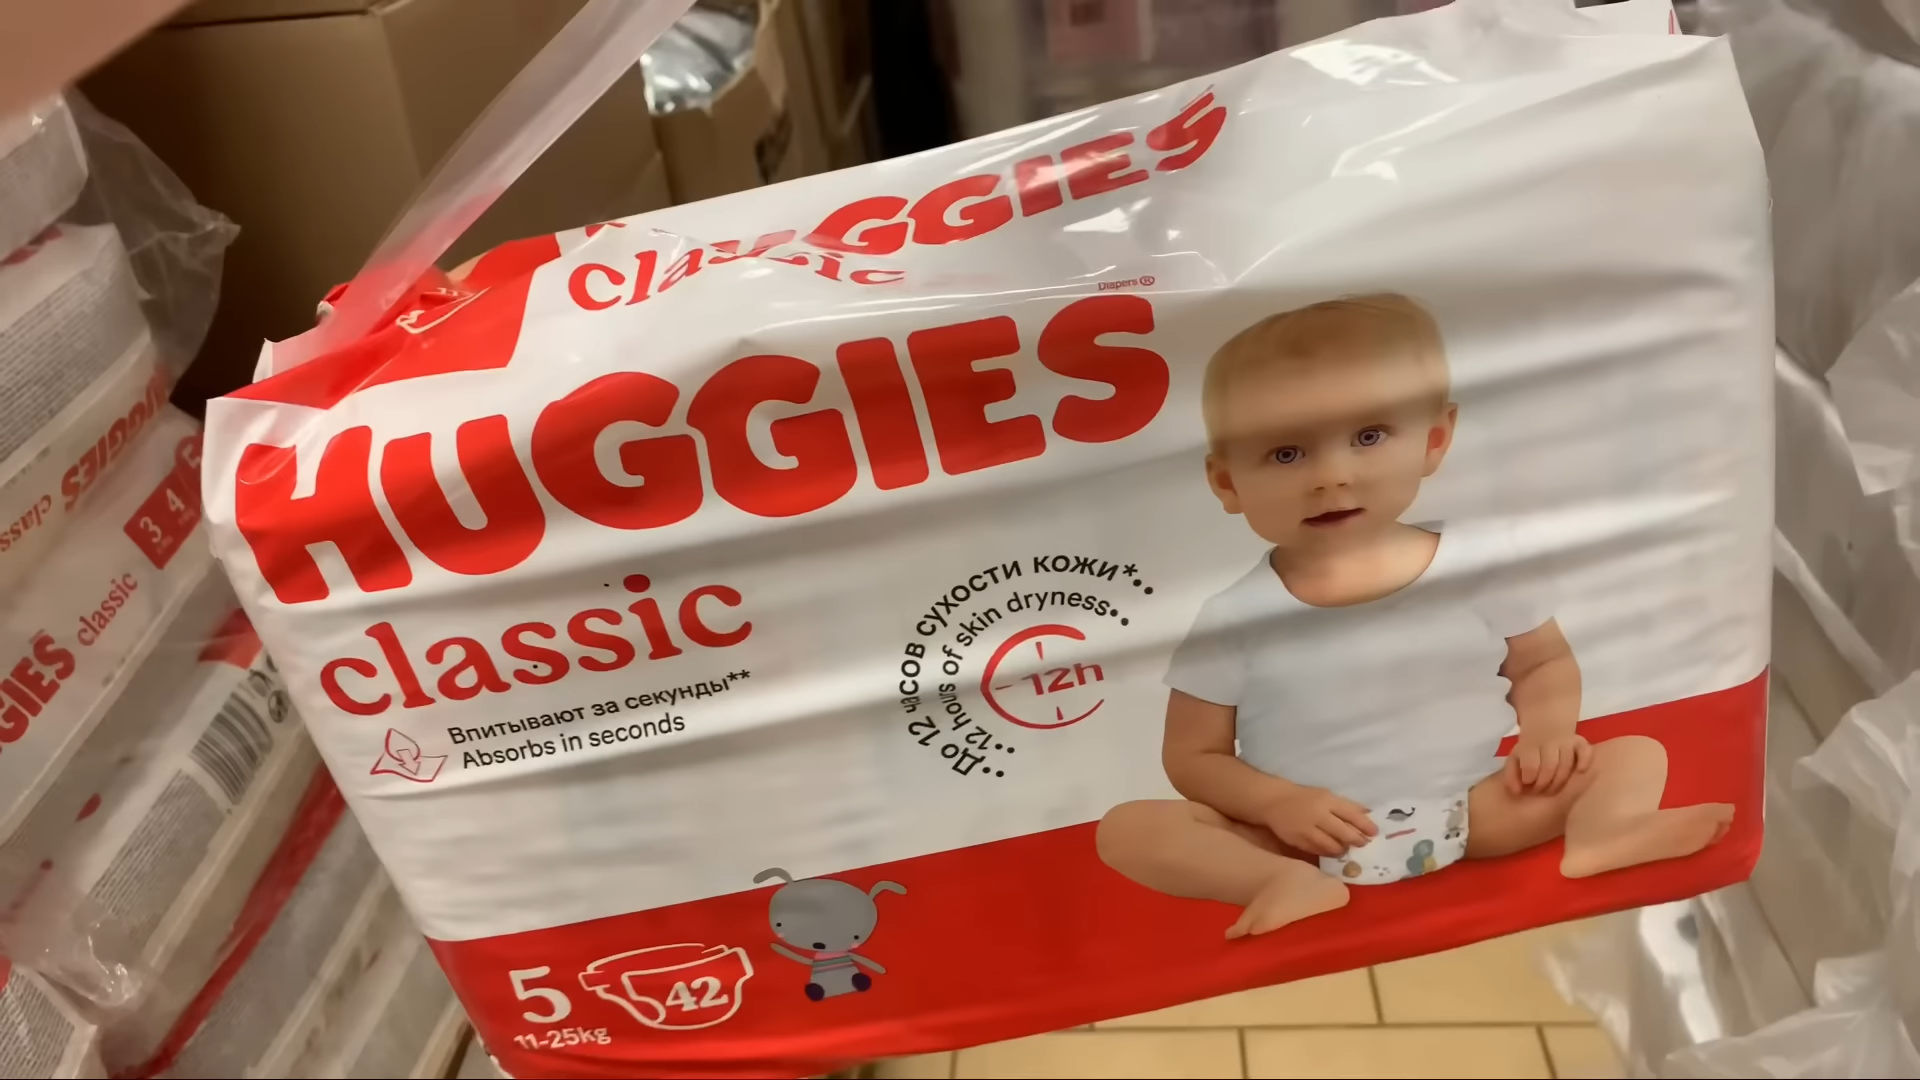 HUGGIES
classic
Diapers®
HUGGIES
classic
Впитывают за секунды**
Absorbs in seconds
..До 12 часов сухости кожи*..
..12 hours of skin dryness..
12h
5
42
11-25kg
HUGGIES
classic
3 4
classic